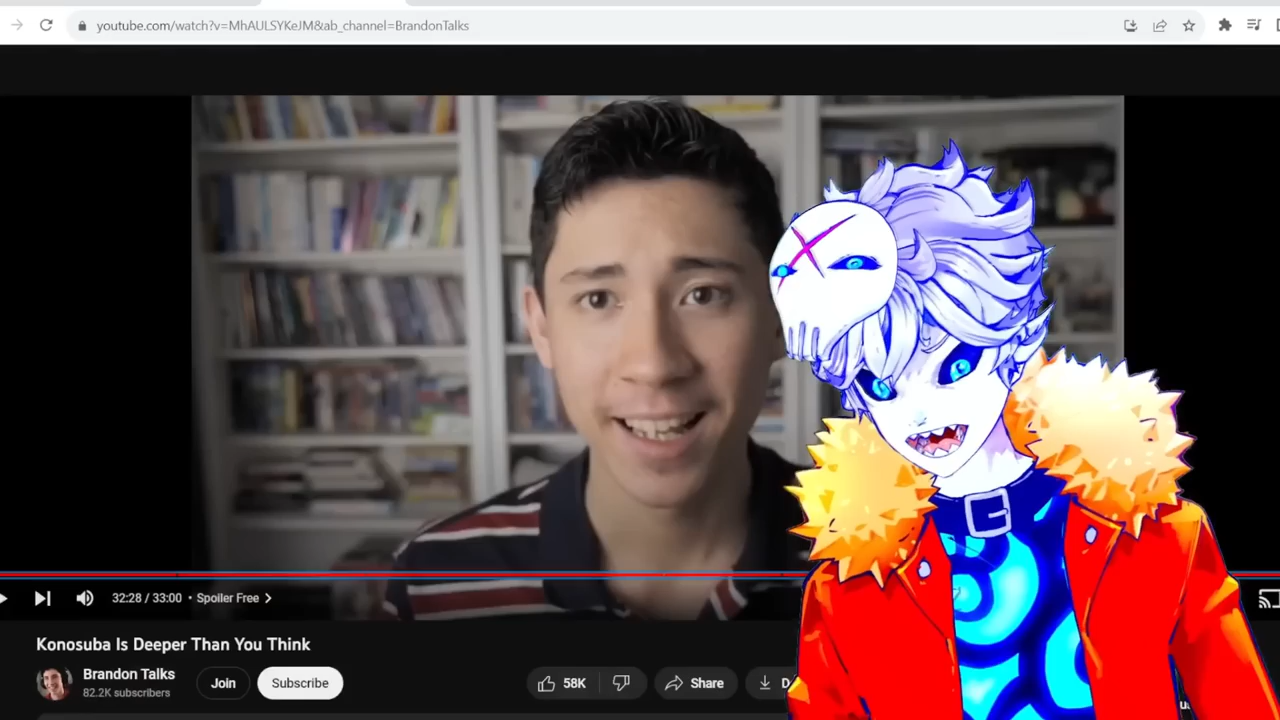 youtube.com/watch?v=MhAULSYKeJM&ab_channel=BrandonTalks
32:28 / 33:00 • Spoiler Free >
Konosuba Is Deeper Than You Think
Brandon Talks
82.2K subscribers
Join
Subscribe
58K
Share